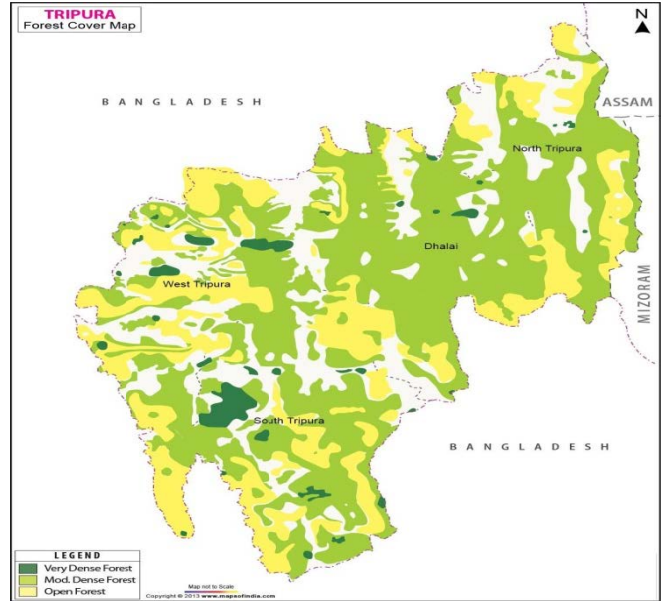 TRIPURA
Forest Cover Map
N
BANGLADESH
ASSAM
North Tripura
Dhalai
West Tripura
MIZORAM
South Tripura
BANGLADESH
LEGEND
Very Dense Forest
Mod. Dense Forest
Open Forest
Map not to Scale
Copyright © 2013 www.mapsofindia.com